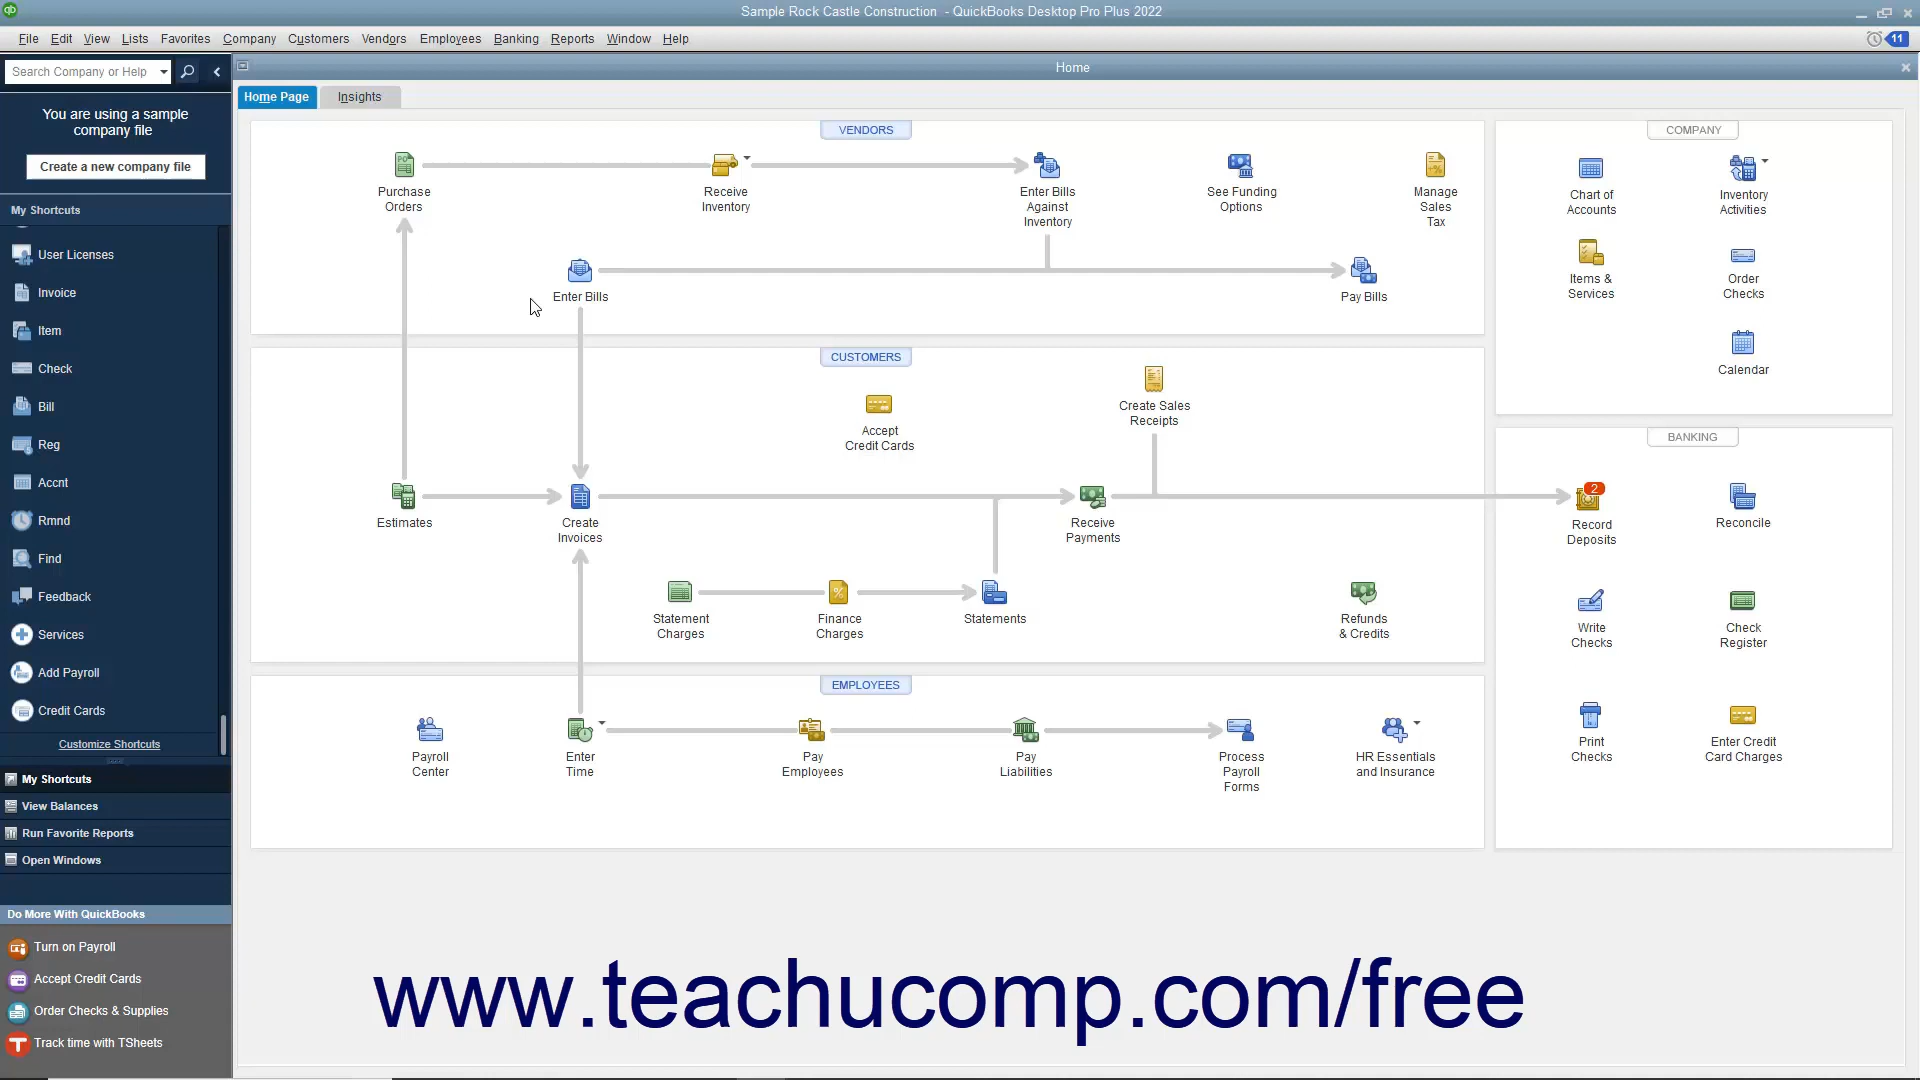 qb
Sample Rock Castle Construction - QuickBooks Desktop Pro Plus 2022
File Edit View Lists Favorites Company Customers Vendors Employees Banking Reports Window Help
11
Search Company or Help
Home
You are using a sample
company file
Create a new company file
My Shortcuts
User Licenses
Invoice
Item
Check
Bill
Reg
Accnt
Rmnd
Find
Feedback
Services
Add Payroll
Credit Cards
Customize Shortcuts
My Shortcuts
View Balances
Run Favorite Reports
Open Windows
Do More With QuickBooks
Turn on Payroll
Accept Credit Cards
Order Checks & Supplies
Track time with TSheets
Home Page
Insights
VENDORS
Purchase
Orders
Receive
Inventory
Enter Bills
Against
Inventory
See Funding
Options
Manage
Sales
Tax
Enter Bills
Pay Bills
CUSTOMERS
Accept
Credit Cards
Create Sales
Receipts
Estimates
Create
Invoices
Receive
Payments
Statement
Charges
Finance
Charges
Statements
Refunds
& Credits
EMPLOYEES
Payroll
Center
Enter
Time
Pay
Employees
Pay
Liabilities
Process
Payroll
Forms
HR Essentials
and Insurance
COMPANY
Chart of
Accounts
Inventory
Activities
Items &
Services
Order
Checks
Calendar
BANKING
2
Record
Deposits
Reconcile
Write
Checks
Check
Register
Print
Checks
Enter Credit
Card Charges
www.teachucomp.com/free